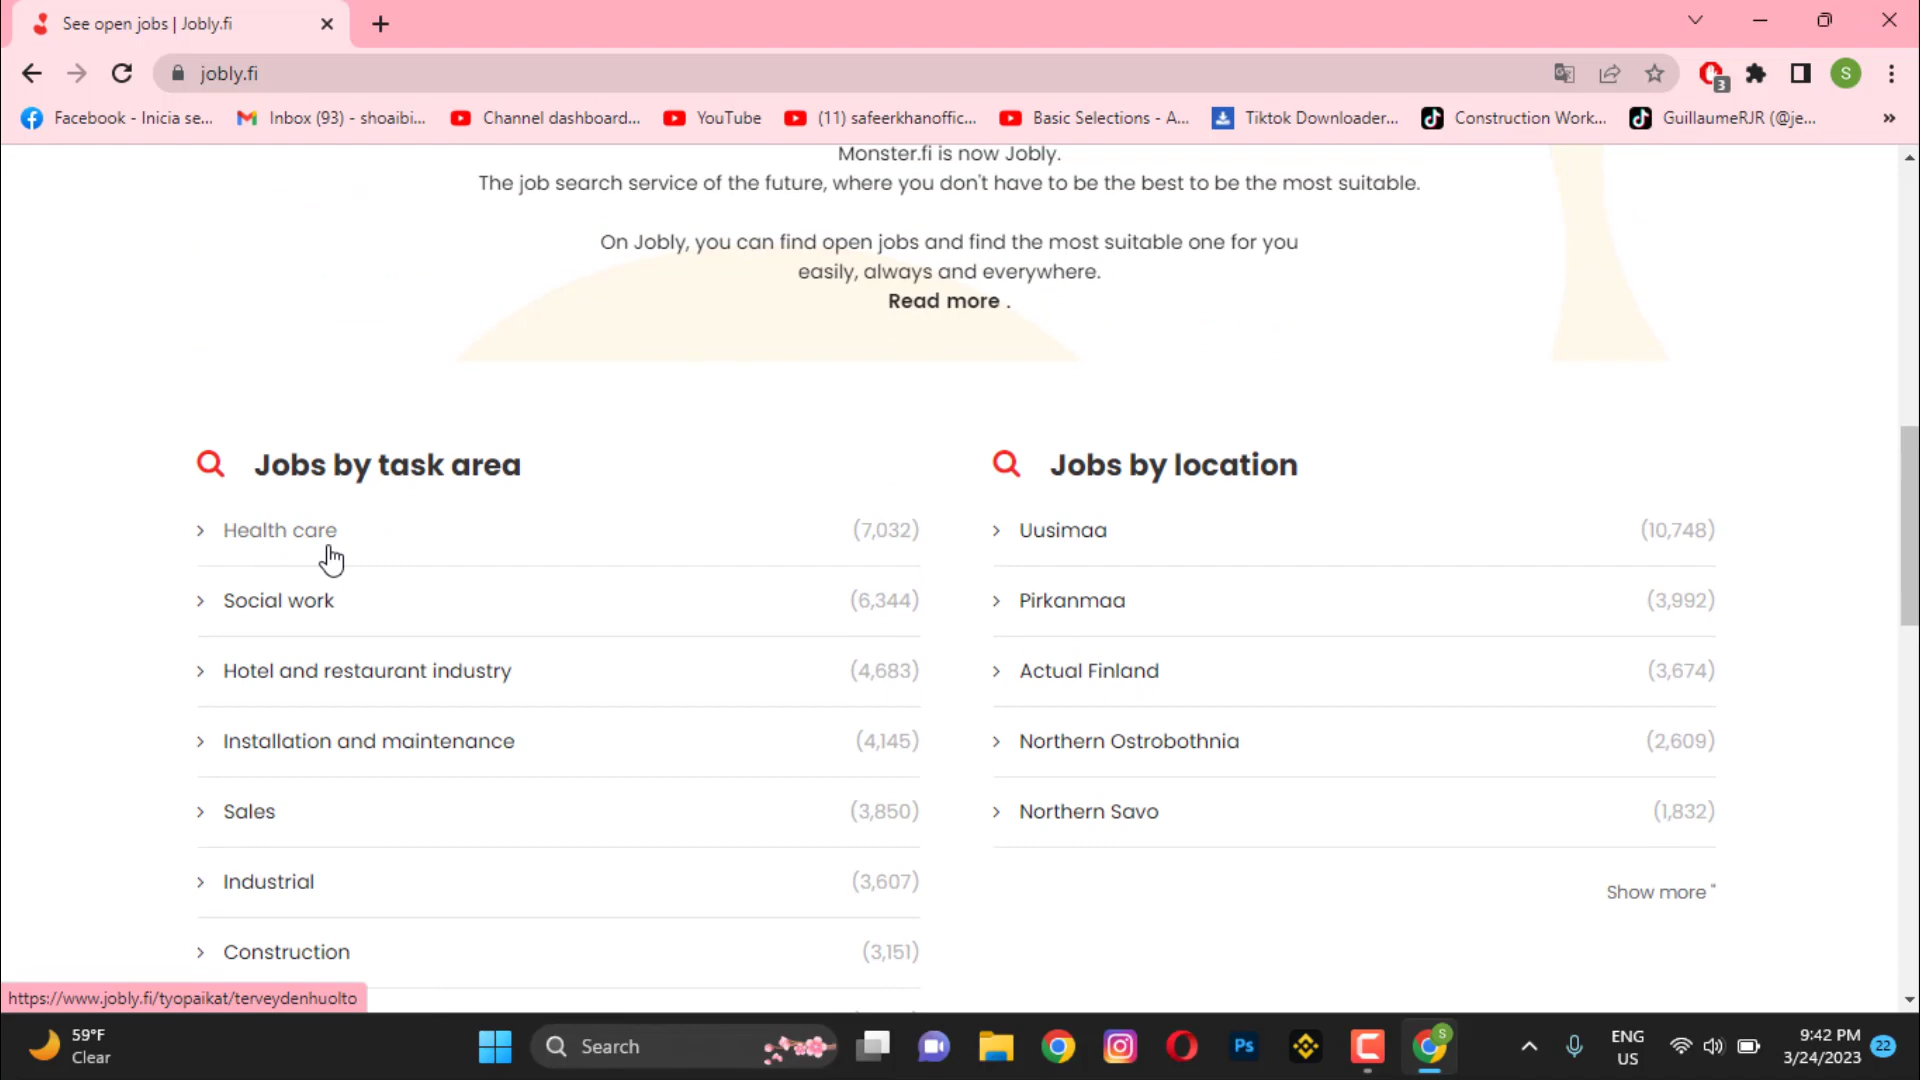 See open jobs | Jobly.fi
jobly.fi
3
S
Facebook - Inicia se...
Inbox (93) - shoaibi...
Channel dashboard...
YouTube
(11) safeerkhanoffic...
Basic Selections - A...
Tiktok Downloader...
Construction Work...
GuillaumeRJR (@je...
»
Monster.fi is now Jobly.
The job search service of the future, where you don't have to be the best to be the most suitable.
On Jobly, you can find open jobs and find the most suitable one for you
easily, always and everywhere.
Read more .
Jobs by task area
Health care (7,032)
Social work (6,344)
Hotel and restaurant industry (4,683)
Installation and maintenance (4,145)
Sales (3,850)
Industrial (3,607)
Construction (3,151)
Jobs by location
Uusimaa (10,748)
Pirkanmaa (3,992)
Actual Finland (3,674)
Northern Ostrobothnia (2,609)
Northern Savo (1,832)
Show more "
https://www.jobly.fi/tyopaikat/terveydenhuolto
59°F
Clear
Search
Ps
S
ENG
US
9:42 PM
3/24/2023
22